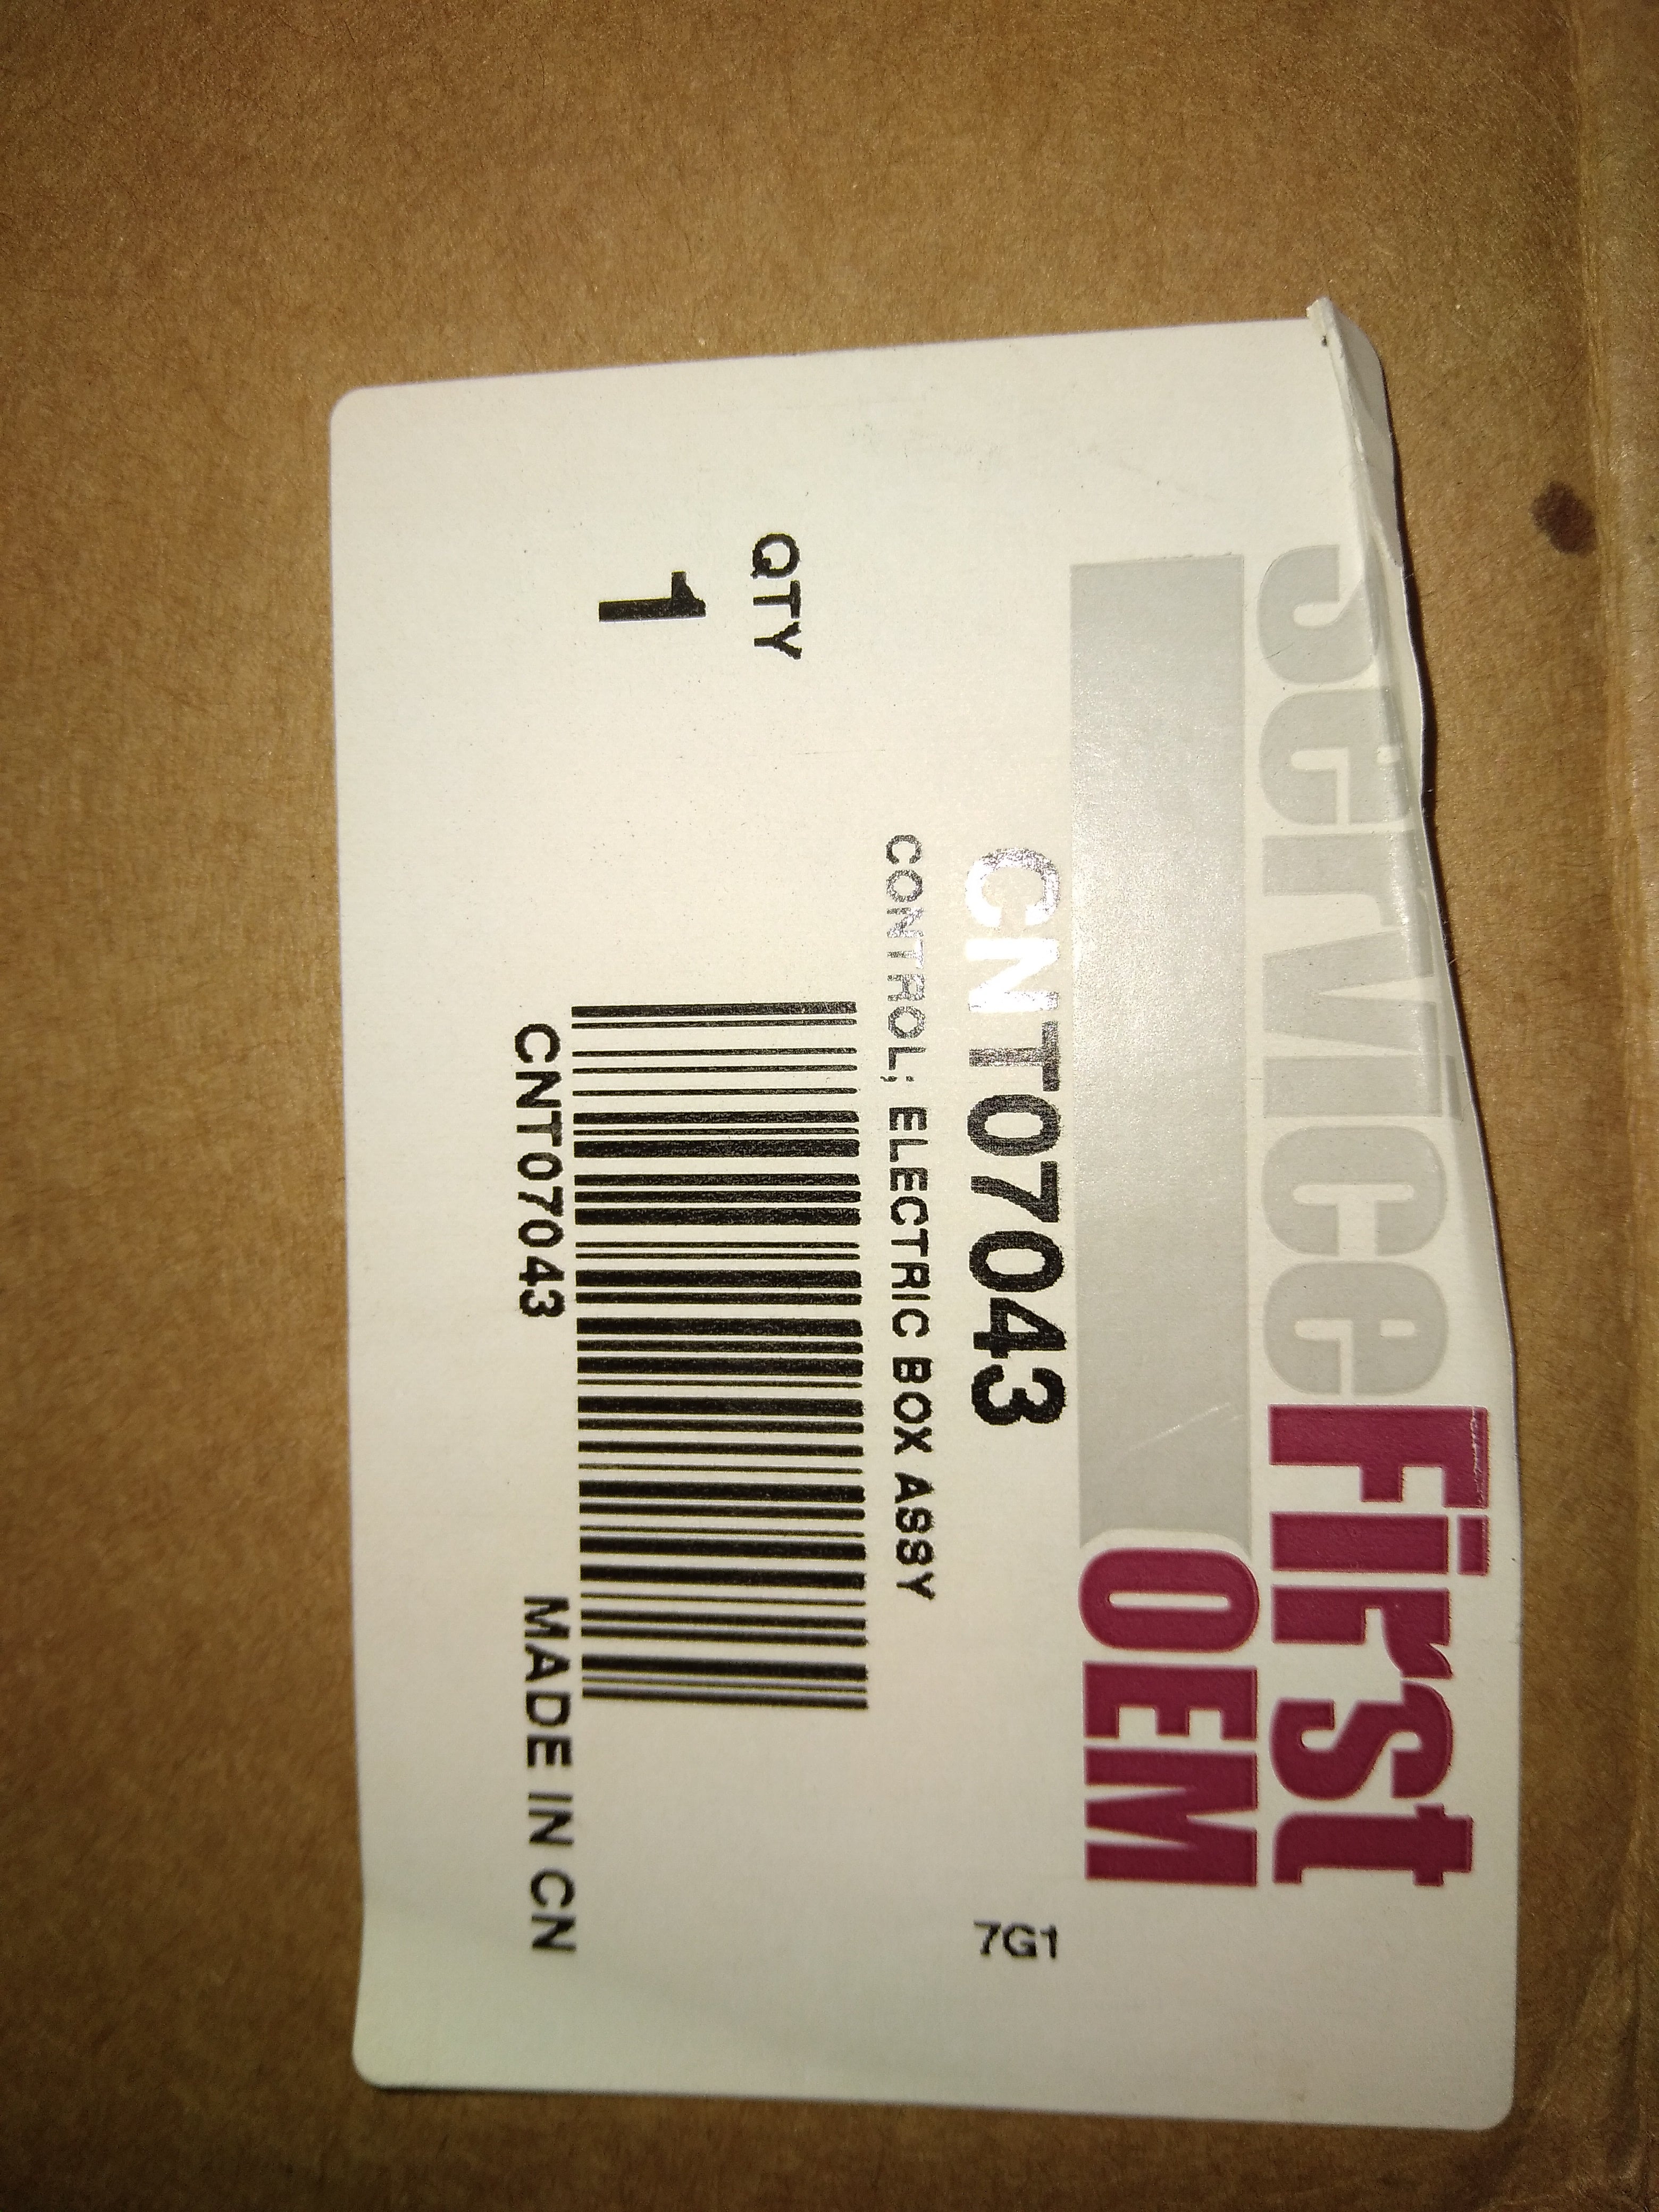 ServiceFirst
OEM
CNT07043
7G1
CONTROL; ELECTRIC BOX ASSY
QTY
1
CNT07043
MADE IN CN